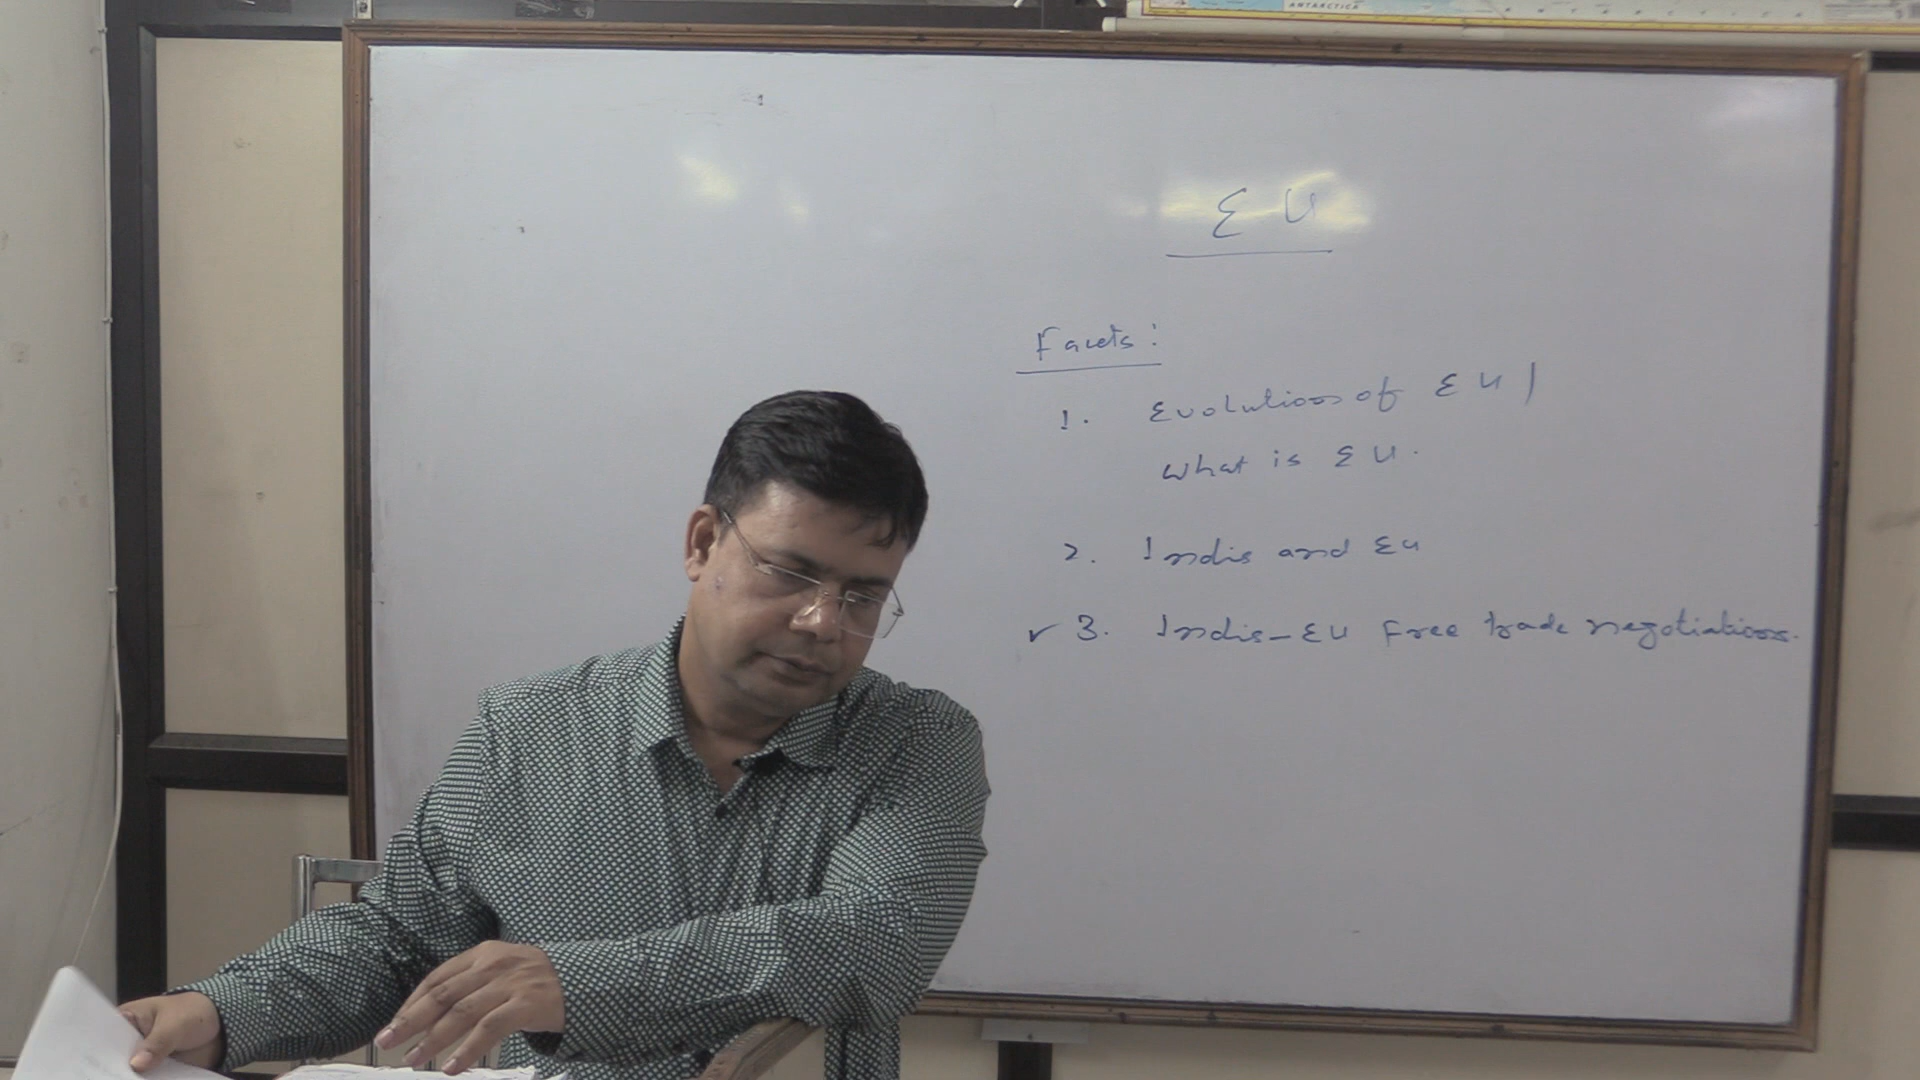 ANTARCTICA
EU
Facets:
1. Evolution of EU /
what is EU.
2. India and EU
✓ 3. India-EU Free trade negotiations.